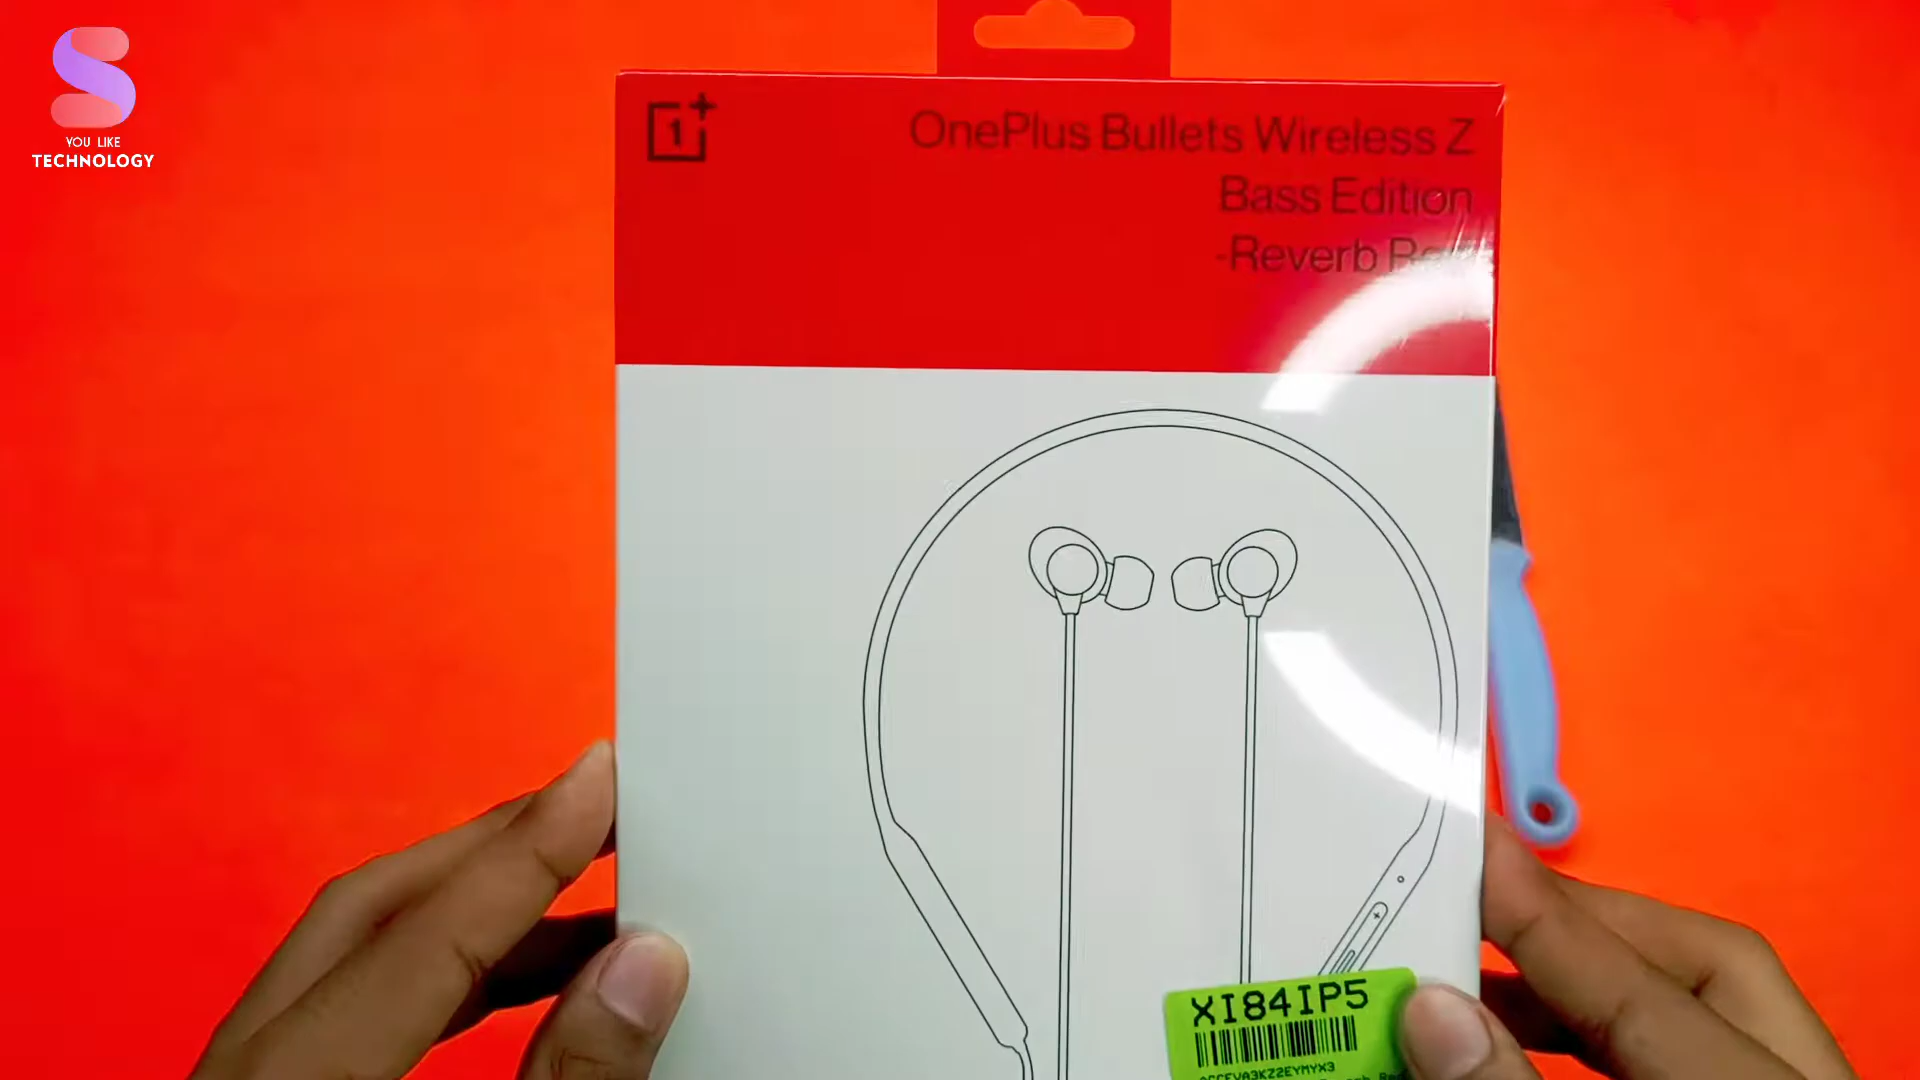 YOU LIKE
TECHNOLOGY
1+
OnePlus Bullets Wireless Z
Bass Edition
-Reverb
XI84IP5